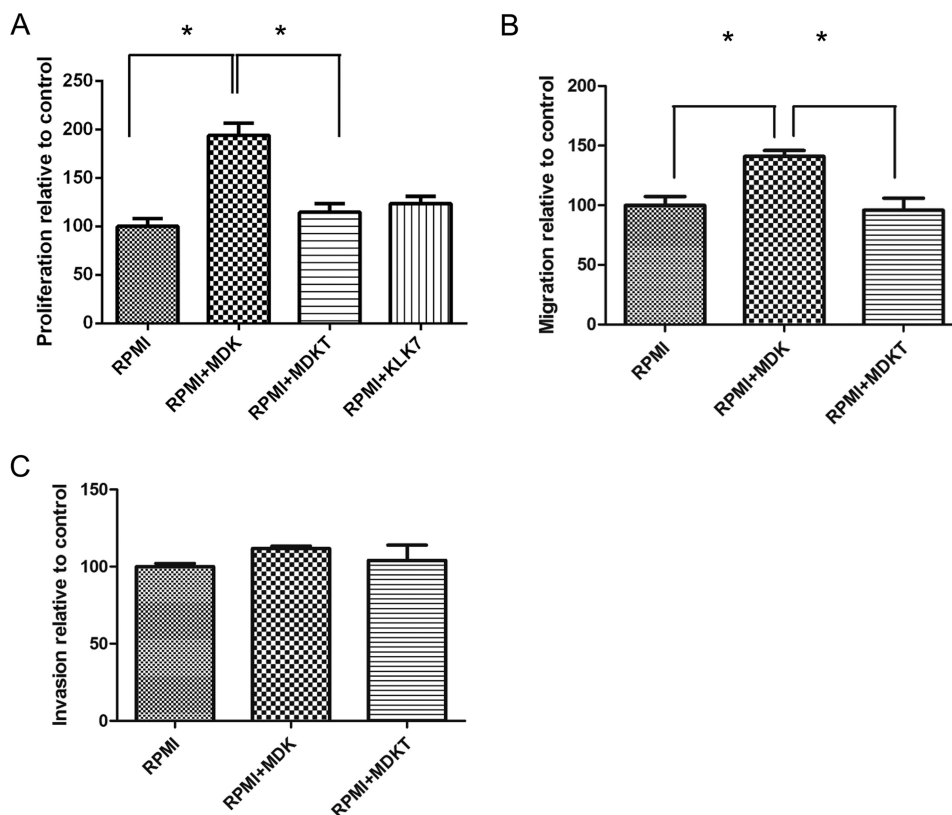 A
* *
Proliferation relative to control
250
200
150
100
50
0
RPMI
RPMI+MDK
RPMI+MDKT
RPMI+KLK7
B
* *
Migration relative to control
150
100
50
0
RPMI
RPMI+MDK
RPMI+MDKT
C
Invasion relative to control
150
100
50
0
RPMI
RPMI+MDK
RPMI+MDKT